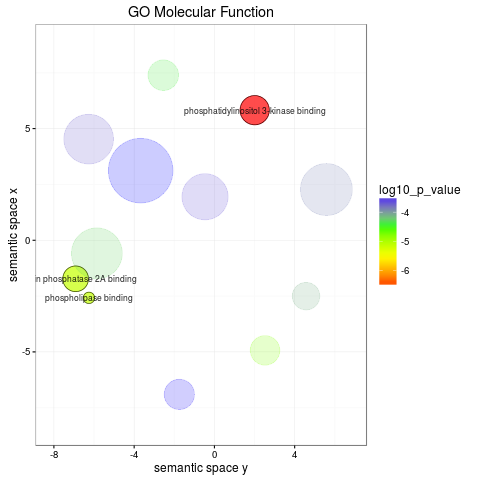 GO Molecular Function
phosphatidylinositol 3-kinase binding
n phosphatase 2A binding
phospholipase binding
semantic space x
5
0
-5
-8
-4
0
4
semantic space y
log10_p_value
-4
-5
-6